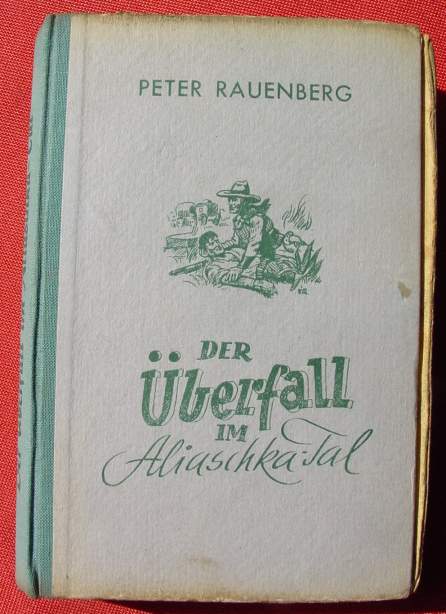 PETER RAUENBERG
DER
Überfall
IM
Aliaschka-Tal